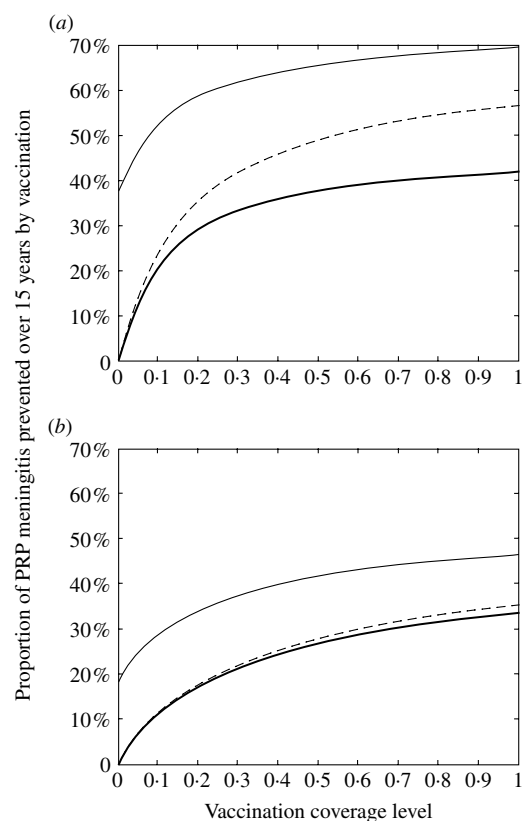 (a)
70%
60%
50%
40%
30%
20%
10%
0
0 0·1 0·2 0·3 0·4 0·5 0·6 0·7 0·8 0·9 1
(b)
70%
60%
50%
40%
30%
20%
10%
0
0 0·1 0·2 0·3 0·4 0·5 0·6 0·7 0·8 0·9 1
Vaccination coverage level
Proportion of PRP meningitis prevented over 15 years by vaccination